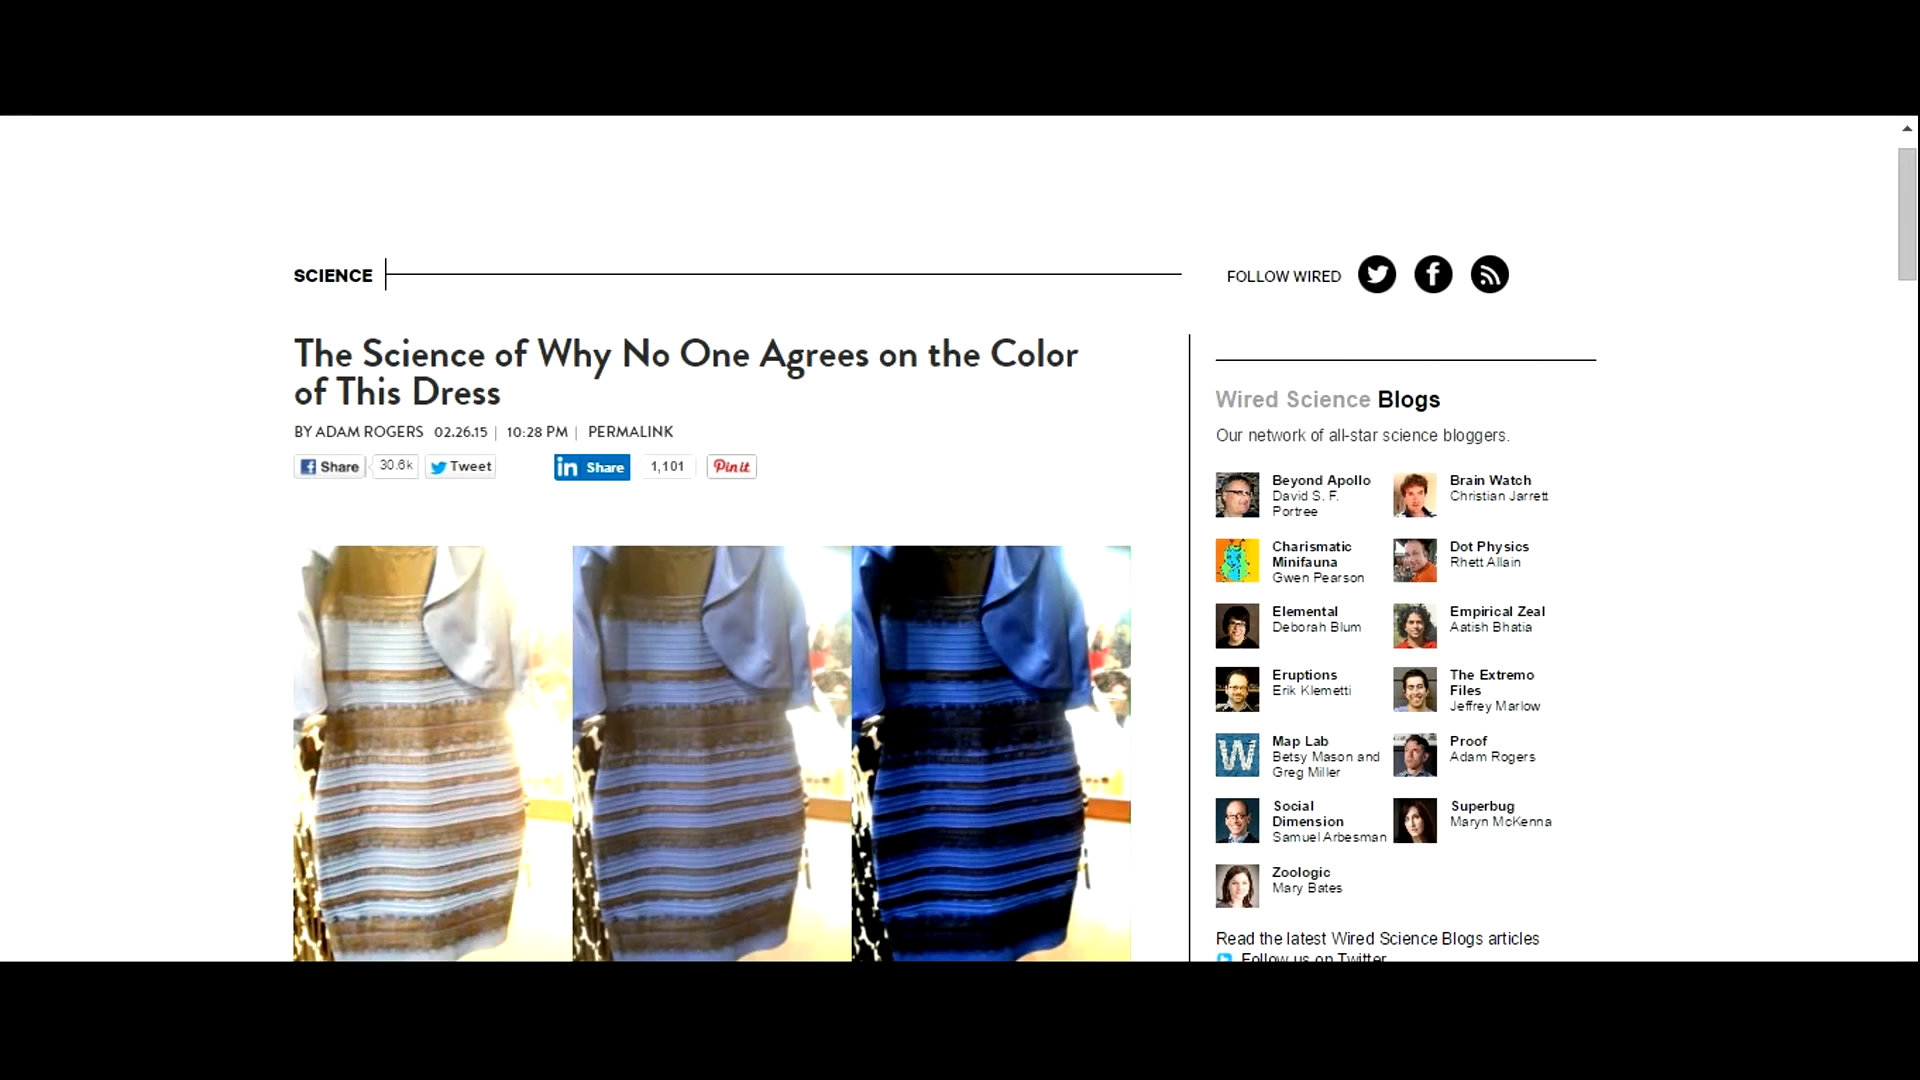 SCIENCE
FOLLOW WIRED
The Science of Why No One Agrees on the Color
of This Dress
BY ADAM ROGERS 02.26.15 | 10:28 PM | PERMALINK
Share 30.6k Tweet in Share 1,101 Pin it
Wired Science Blogs
Our network of all-star science bloggers.
Beyond Apollo
David S. F.
Portree
Brain Watch
Christian Jarrett
Charismatic
Minifauna
Gwen Pearson
Dot Physics
Rhett Allain
Elemental
Deborah Blum
Empirical Zeal
Aatish Bhatia
Eruptions
Erik Klemetti
The Extremo
Files
Jeffrey Marlow
W
Map Lab
Betsy Mason and
Greg Miller
Proof
Adam Rogers
Social
Dimension
Samuel Arbesman
Superbug
Maryn McKenna
Zoologic
Mary Bates
Read the latest Wired Science Blogs articles
Follow us on Twitter